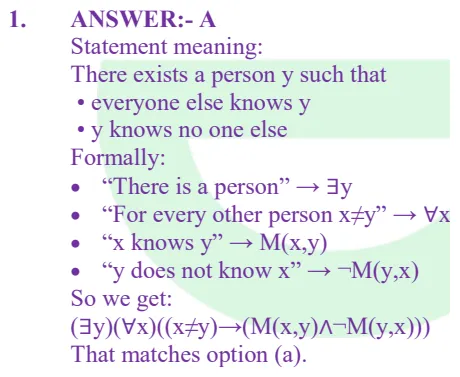 1. ANSWER:- A
Statement meaning:
There exists a person y such that
• everyone else knows y
• y knows no one else
Formally:
• “There is a person” → ∃y
• “For every other person x≠y” → ∀x
• “x knows y” → M(x,y)
• “y does not know x” → ¬M(y,x)
So we get:
(∃y)(∀x)((x≠y)→(M(x,y)∧¬M(y,x)))
That matches option (a).